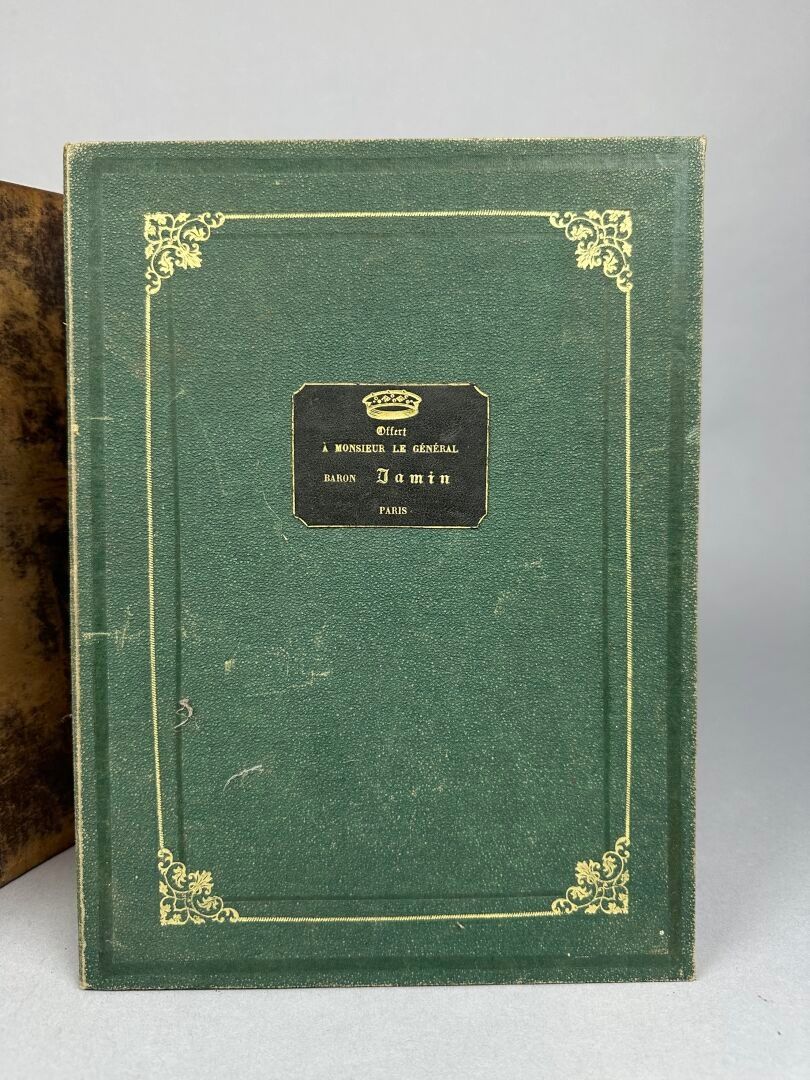 Offert
À MONSIEUR LE GÉNÉRAL
BARON Jamin
PARIS